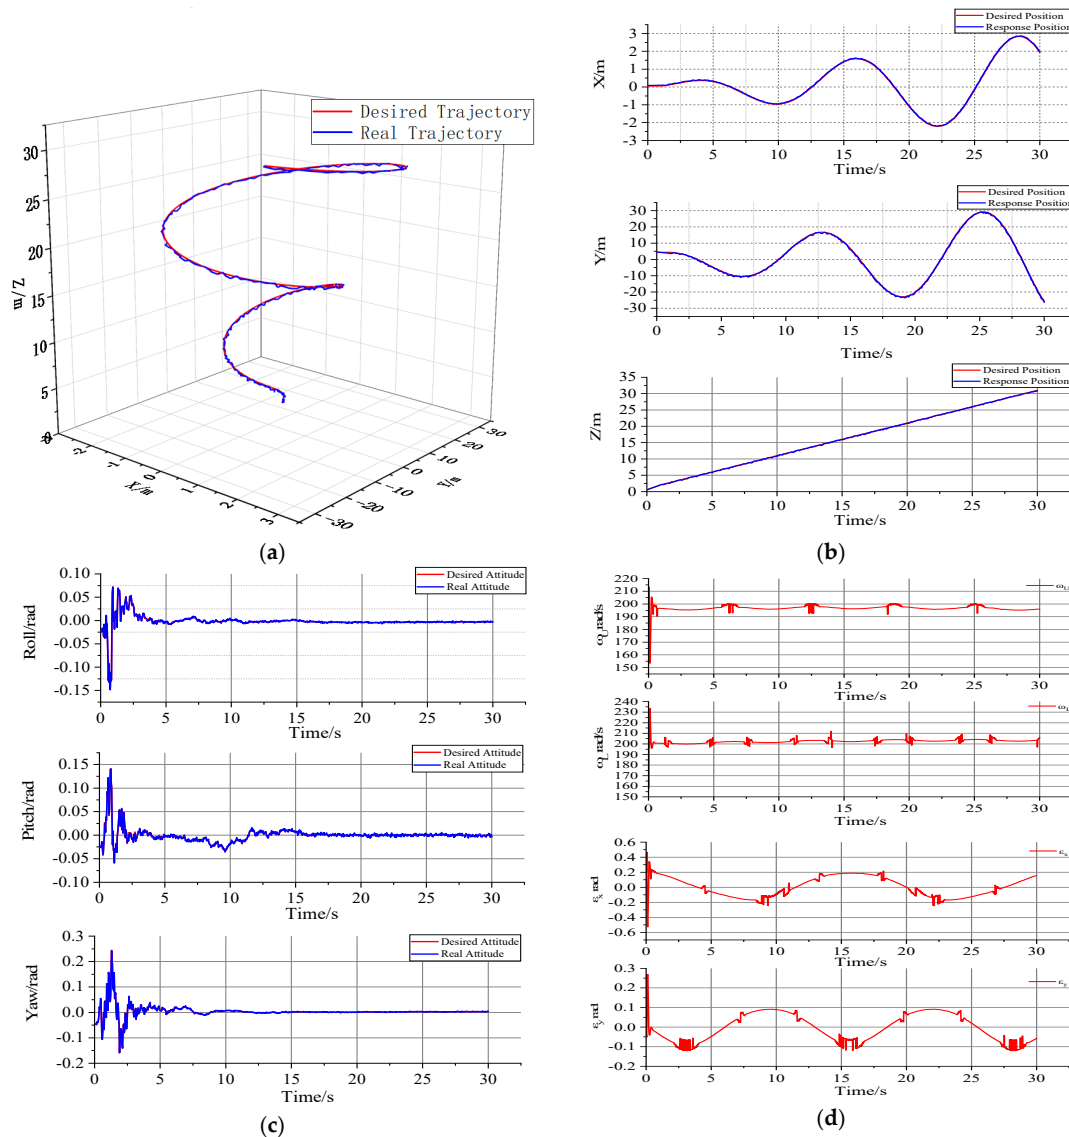 Desired Trajectory
Real Trajectory
30
25
20
15
10
5
0
m/Z
-2
-1
0
1
2
3
X/m
-30
-20
-10
0
10
20
30
Y/m
(a)
Desired Position
Response Position
3
2
1
0
-1
-2
-3
X/m
0 5 10 15 20 25 30
Time/s
Desired Position
Response Position
30
20
10
0
-10
-20
-30
Y/m
0 5 10 15 20 25 30
Time/s
Desired Position
Response Position
35
30
25
20
15
10
5
0
Z/m
0 5 10 15 20 25 30
Time/s
(b)
Desired Attitude
Real Attitude
0.10
0.05
0.00
-0.05
-0.10
-0.15
Roll/rad
0 5 10 15 20 25 30
Time/s
Desired Attitude
Real Attitude
0.15
0.10
0.05
0.00
-0.05
-0.10
Pitch/rad
0 5 10 15 20 25 30
Time/s
Desired Attitude
Real Attitude
0.3
0.2
0.1
0.0
-0.1
-0.2
Yaw/rad
0 5 10 15 20 25 30
Time/s
(c)
ω_U
220
210
200
190
180
170
160
150
ω_U rad/s
0 5 10 15 20 25 30
Time/s
240
230
220
210
200
190
180
170
160
150
ω_L rad/s
0 5 10 15 20 25 30
Time/s
ε_x
0.6
0.4
0.2
0.0
-0.2
-0.4
-0.6
ε_x rad
0 5 10 15 20 25 30
Time/s
ε_y
0.3
0.2
0.1
0.0
-0.1
-0.2
ε_y rad
0 5 10 15 20 25 30
Time/s
(d)